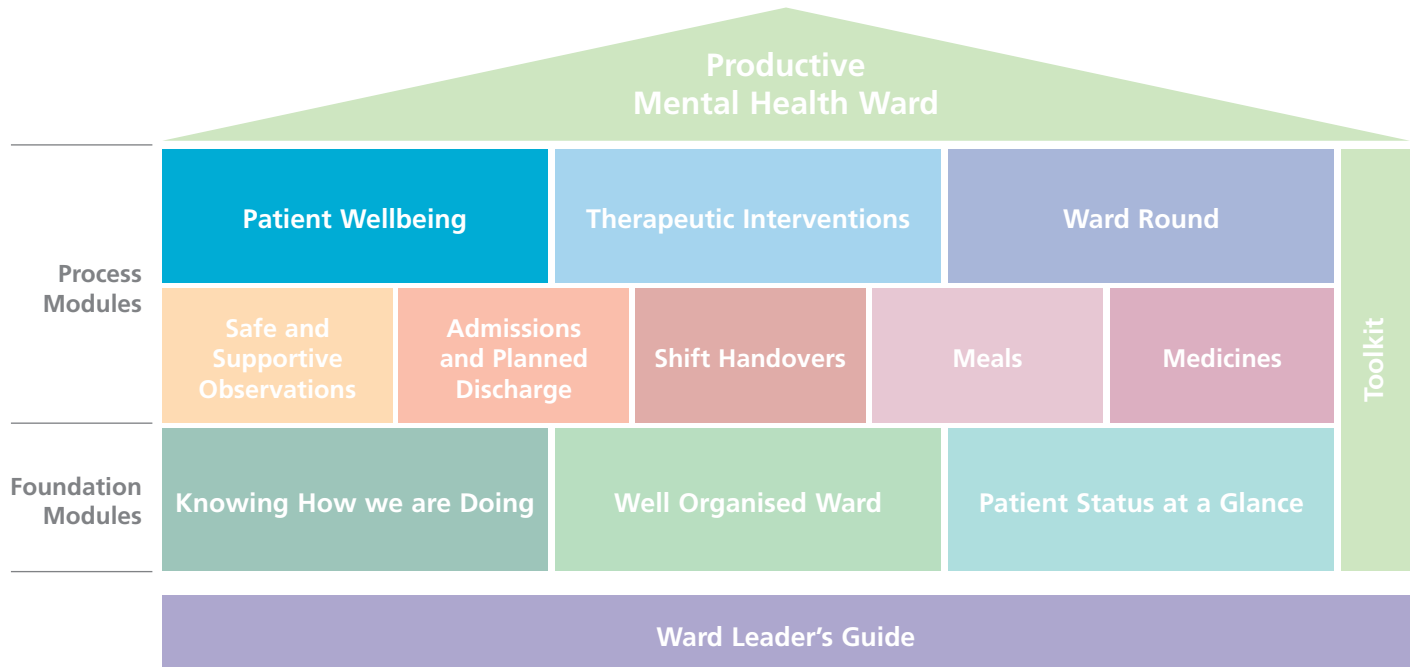 Productive
Mental Health Ward
Process
Modules
Patient Wellbeing
Therapeutic Interventions
Ward Round
Safe and
Supportive
Observations
Admissions
and Planned
Discharge
Shift Handovers
Meals
Medicines
Toolkit
Foundation
Modules
Knowing How we are Doing
Well Organised Ward
Patient Status at a Glance
Ward Leader's Guide